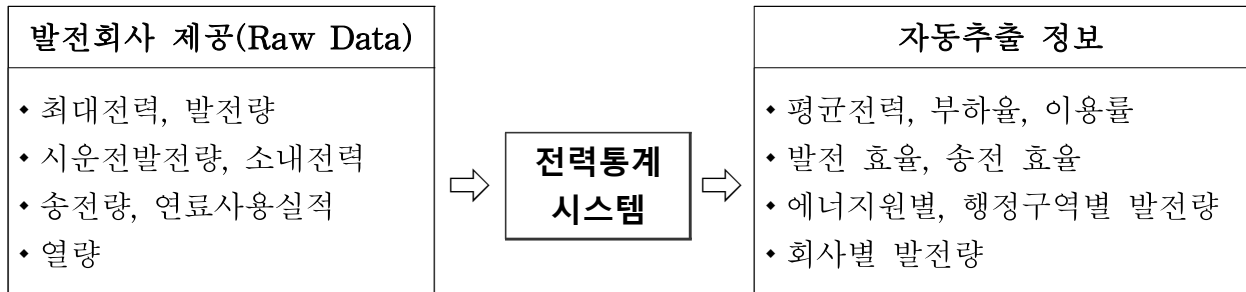 발전회사 제공(Raw Data)
• 최대전력, 발전량
• 시운전발전량, 소내전력
• 송전량, 연료사용실적
• 열량
전력통계
시스템
자동추출 정보
• 평균전력, 부하율, 이용률
• 발전 효율, 송전 효율
• 에너지원별, 행정구역별 발전량
• 회사별 발전량